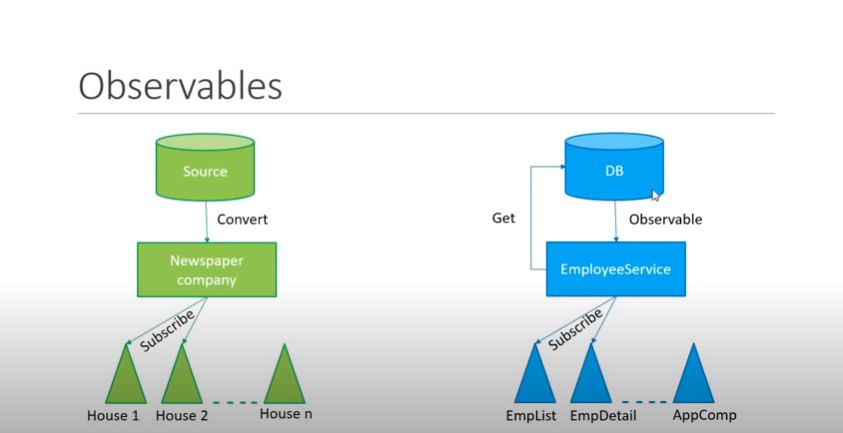 Observables
Source
Convert
Newspaper
company
Subscribe
House 1
House 2
House n
DB
Get
Observable
EmployeeService
Subscribe
EmpList
EmpDetail
AppComp